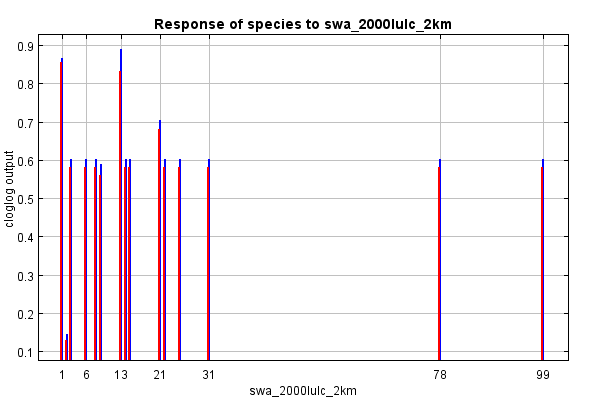 Response of species to swa_2000lulc_2km
0.9
0.8
0.7
0.6
0.5
0.4
0.3
0.2
0.1
cloglog output
1 6 13 21 31 78 99
swa_2000lulc_2km